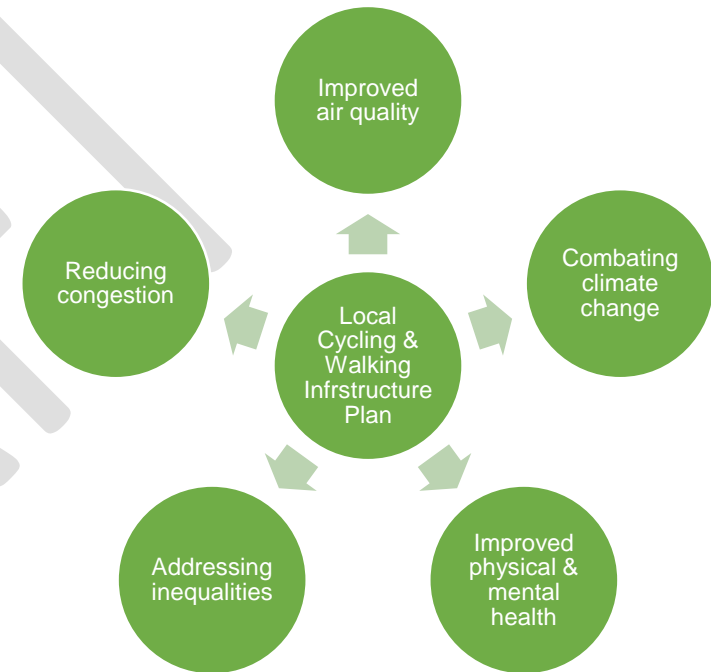 Improved
air quality
Combating
climate
change
Improved
physical &
mental
health
Addressing
inequalities
Reducing
congestion
Local
Cycling &
Walking
Infrstructure
Plan